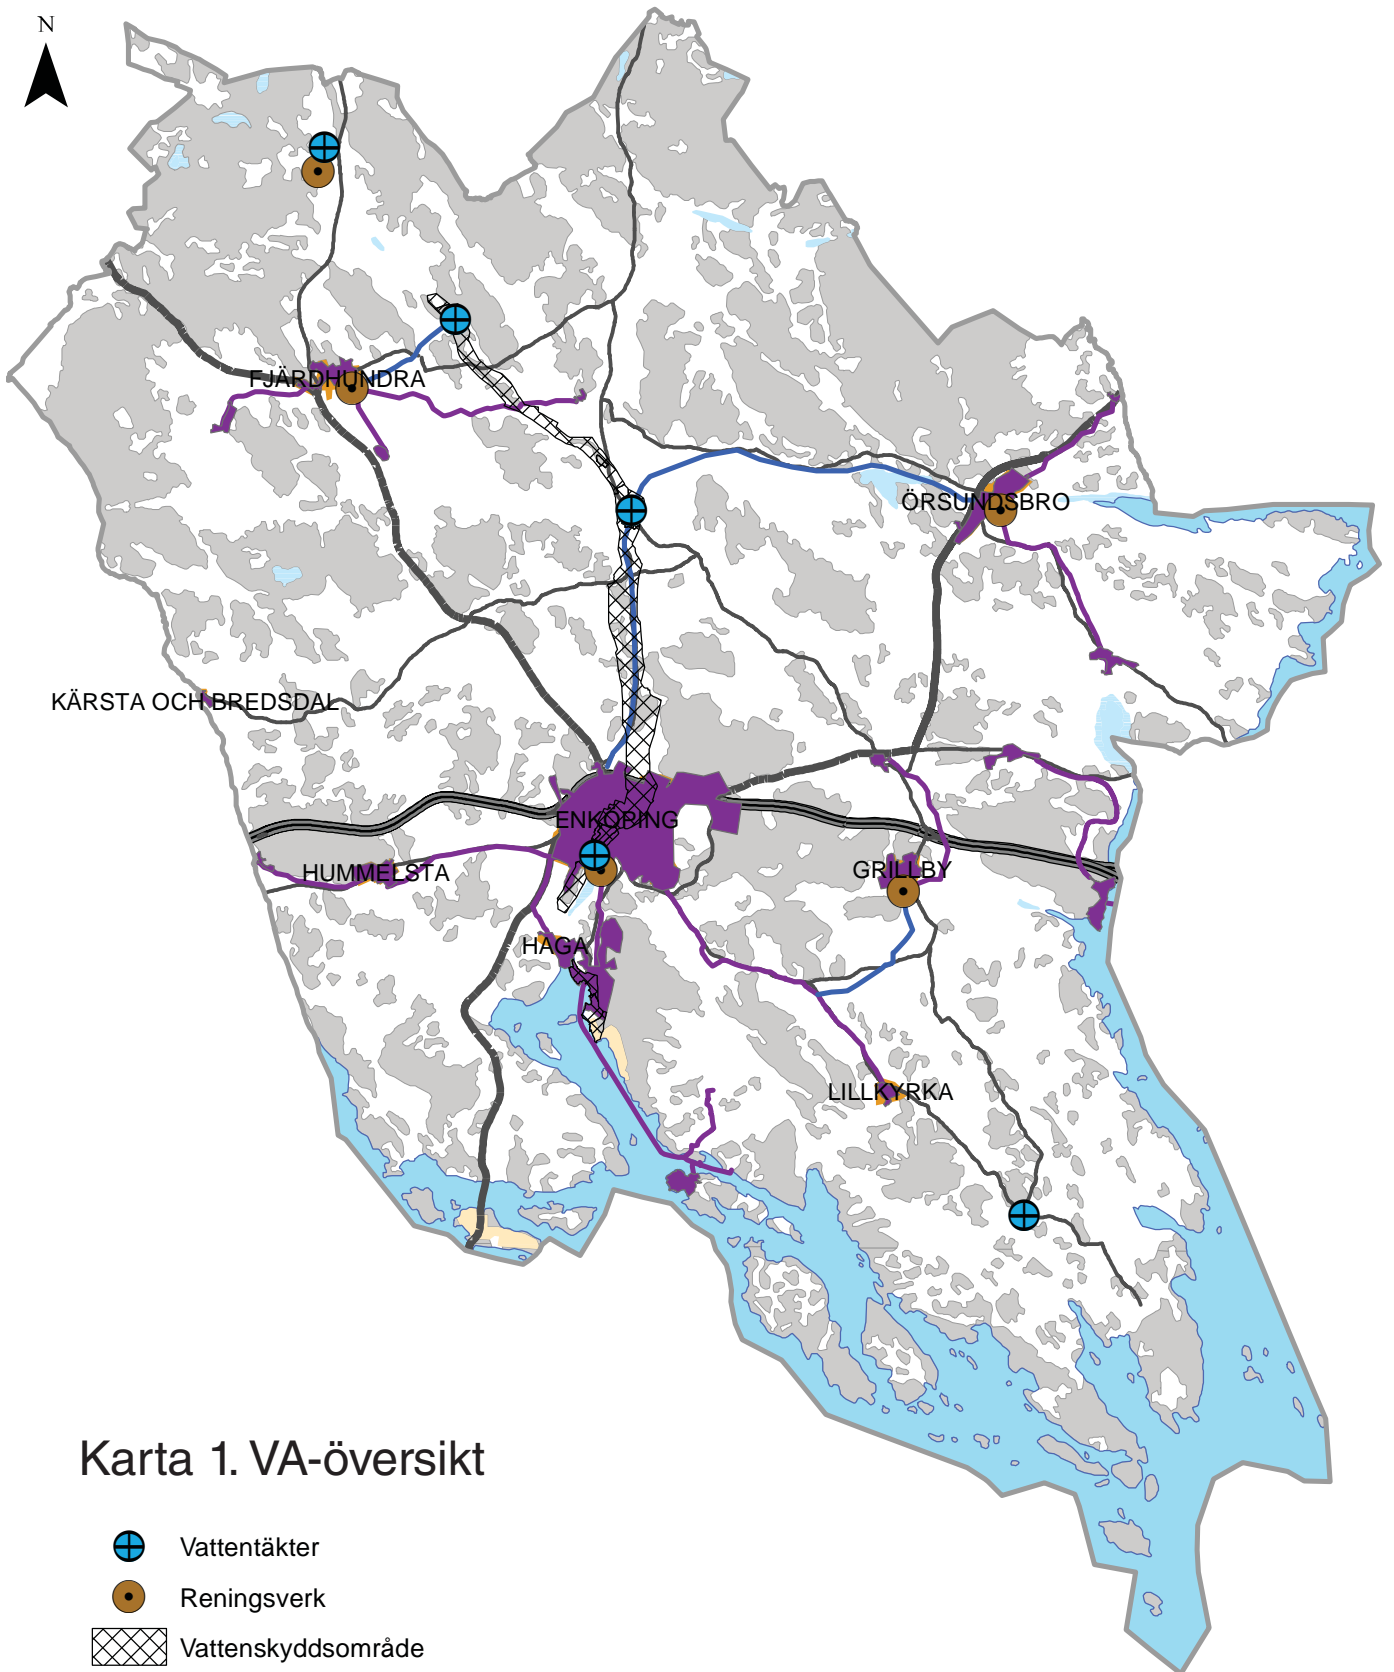 N
FJÄRDHUNDRA
ÖRSUNDSBRO
KÄRSTA OCH BREDSDAL
ENKÖPING
HUMMELSTA
GRILLBY
HAGA
LILLKYRKA
Karta 1. VA-översikt
Vattentäkter
Reningsverk
Vattenskyddsområde